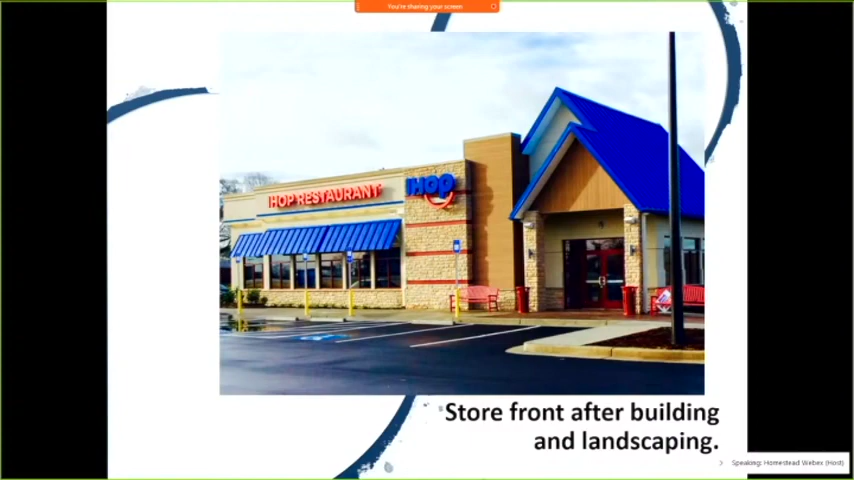 You're sharing your screen
IHOP RESTAURANT
IHOP
Store front after building
and landscaping.
Speaking: Homestead Webex (Host)